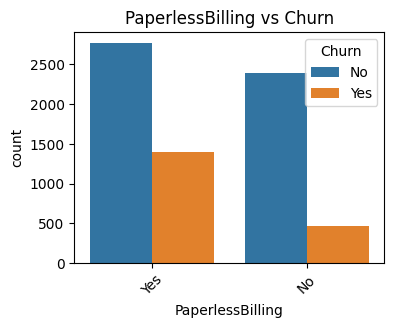 PaperlessBilling vs Churn
Churn
No
Yes
count
2500
2000
1500
1000
500
0
Yes
No
PaperlessBilling